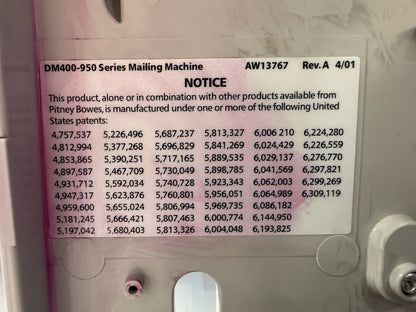 DM400-950 Series Mailing Machine AW13767 Rev.A 4/01
NOTICE
This product, alone or in combination with other products available from
Pitney Bowes, is manufactured under one or more of the following United
States patents:
4,757,537 5,226,496 5,687,237 5,813,327 6,006 210 6,224,280
4,812,994 5,377,268 5,696,829 5,841,269 6,024,429 6,226,559
4,853,865 5,390,251 5,717,165 5,889,535 6,029,137 6,276,770
4,897,587 5,467,709 5,730,049 5,898,785 6,041,569 6,297,821
4,931,712 5,592,034 5,740,728 5,923,343 6,062,003 6,299,269
4,947,317 5,623,876 5,760,801 5,956,051 6,064,989 6,309,119
4,959,600 5,655,024 5,806,994 5,969,735 6,086,182
5,181,245 5,666,421 5,807,463 6,000,774 6,144,950
5,197,042 5,680,403 5,813,326 6,004,048 6,193,825